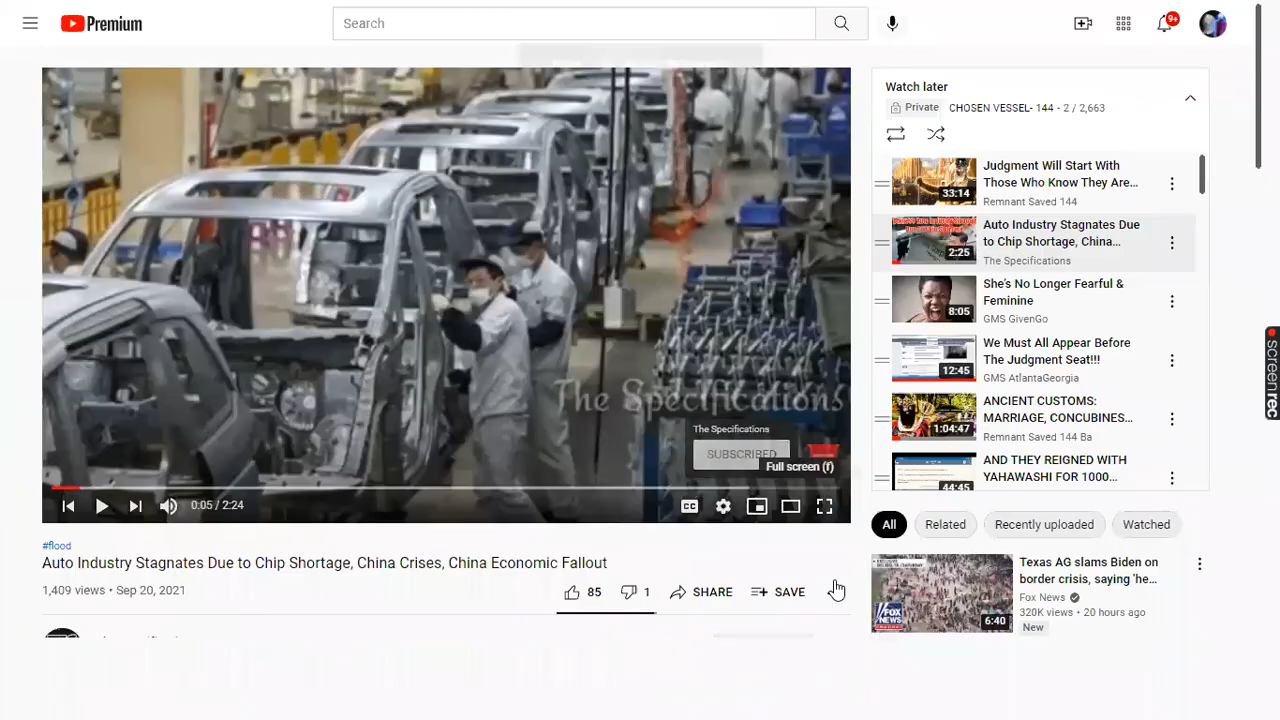 Premium
Search
9+
The Specifications
The Specifications
SUBSCRIBED
Full screen (f)
0:05 / 2:24
CC
#flood
Auto Industry Stagnates Due to Chip Shortage, China Crises, China Economic Fallout
1,409 views • Sep 20, 2021
85
1
SHARE
SAVE
Watch later
Private
CHOSEN VESSEL- 144 - 2 / 2,663
33:14
Judgment Will Start With
Those Who Know They Are...
Remnant Saved 144
2:25
Auto Industry Stagnates Due
to Chip Shortage, China...
The Specifications
8:05
She's No Longer Fearful &
Feminine
GMS GivenGo
12:45
We Must All Appear Before
The Judgment Seat!!!
GMS AtlantaGeorgia
1:04:47
ANCIENT CUSTOMS:
MARRIAGE, CONCUBINES...
Remnant Saved 144 Ba
44:45
AND THEY REIGNED WITH
YAHAWASHI FOR 1000...
All
Related
Recently uploaded
Watched
FOX
NEWS
6:40
Texas AG slams Biden on
border crisis, saying 'he...
Fox News
320K views • 20 hours ago
New
screenrec